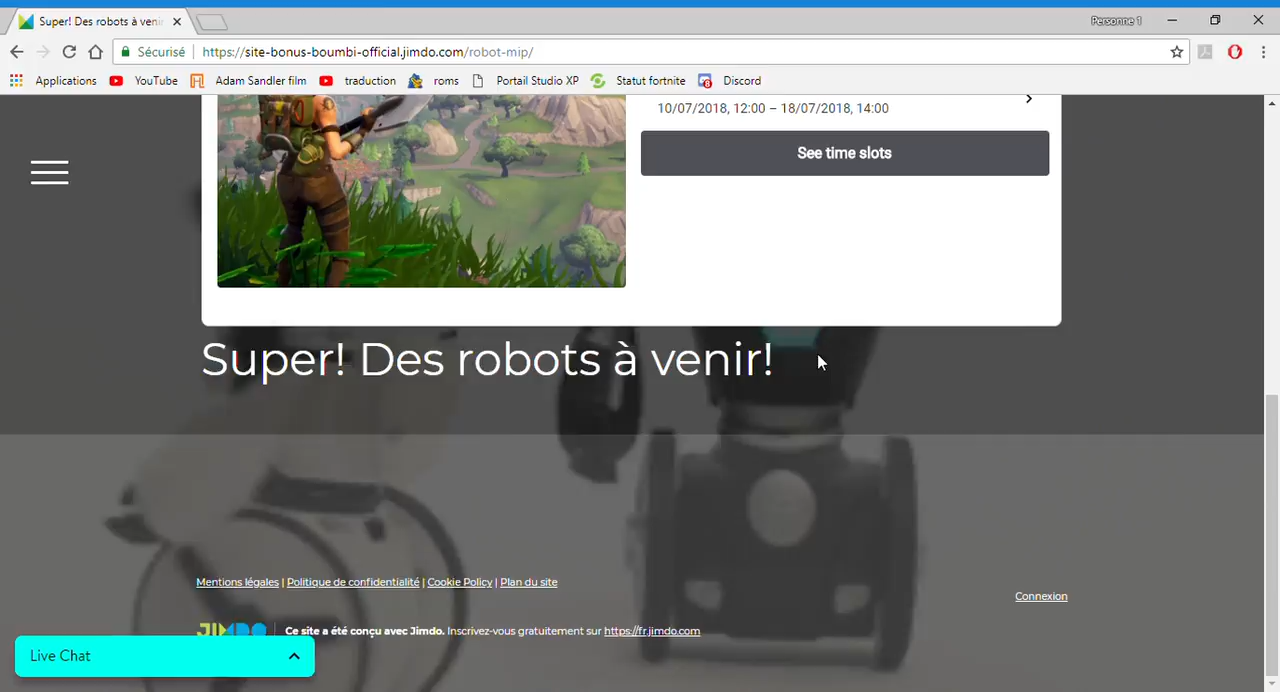 Super! Des robots à venir
Personne 1
Sécurisé
https://site-bonus-boumbi-official.jimdo.com/robot-mip/
Applications YouTube Adam Sandler film traduction roms Portail Studio XP Statut fortnite Discord
10/07/2018, 12:00 – 18/07/2018, 14:00
See time slots
Super! Des robots à venir!
Mentions légales | Politique de confidentialité | Cookie Policy | Plan du site
Connexion
JIMDO Ce site a été conçu avec Jimdo. Inscrivez-vous gratuitement sur https://fr.jimdo.com
Live Chat